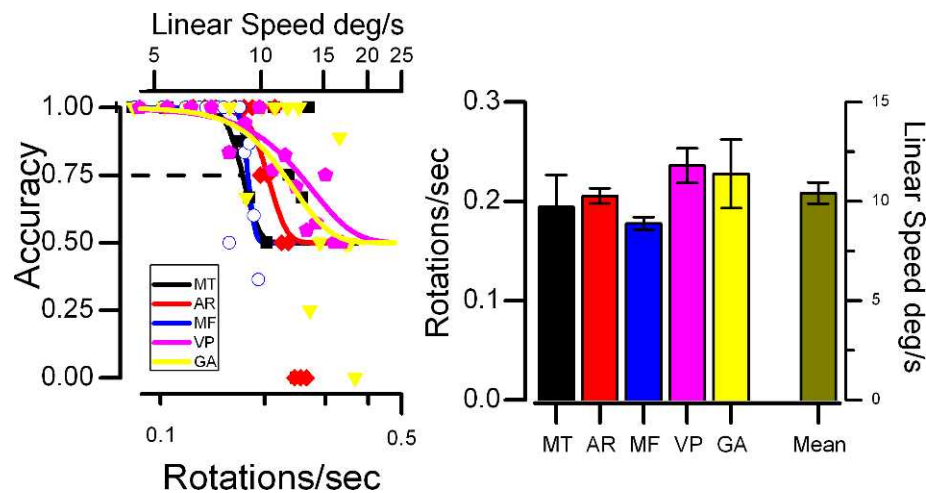 Linear Speed deg/s
5 10 15 20 25
Accuracy
1.00
0.75
0.50
0.25
0.00
MT
AR
MF
VP
GA
0.1 0.5
Rotations/sec
Rotations/sec
0.3
0.2
0.1
0.0
MT AR MF VP GA Mean
15
10
5
0
Linear Speed deg/s